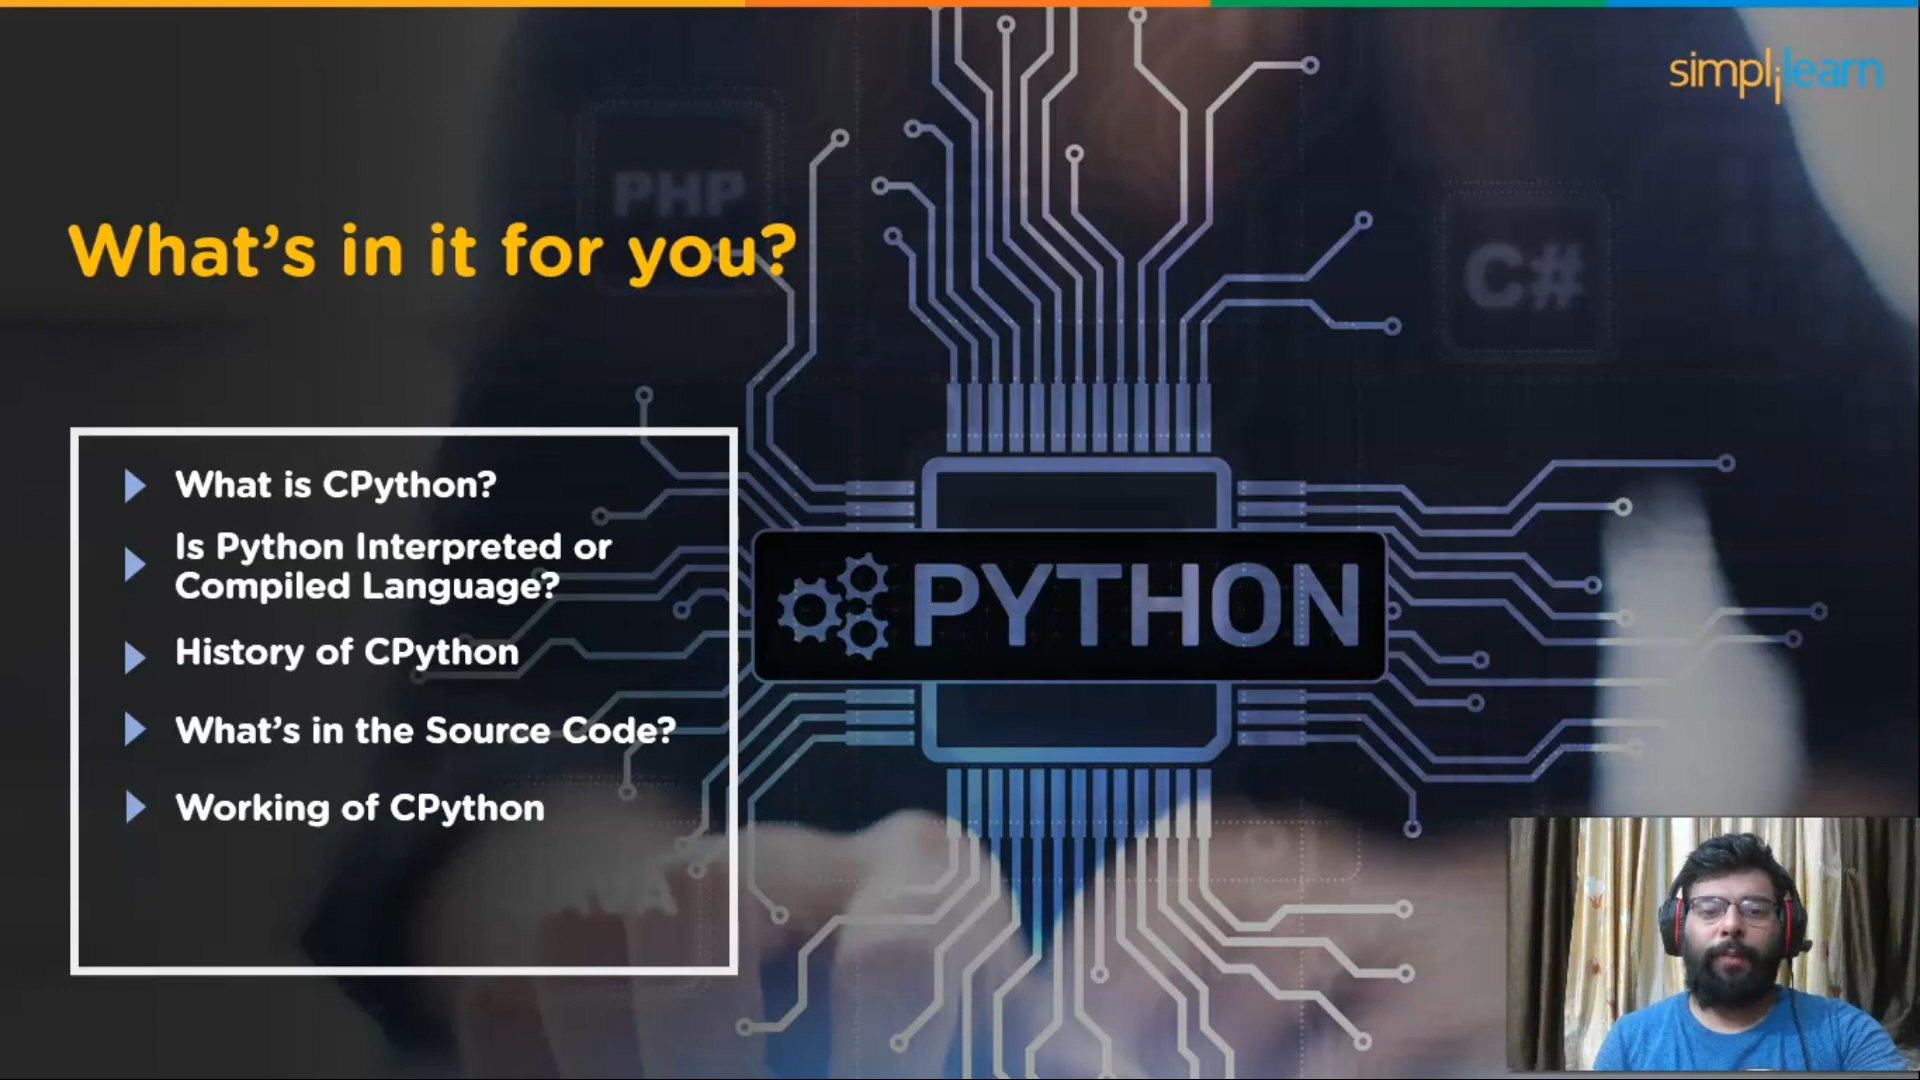 simplilearn
PHP
What's in it for you?
C#
What is CPython?
Is Python Interpreted or
Compiled Language?
PYTHON
History of CPython
What's in the Source Code?
Working of CPython
JAVA